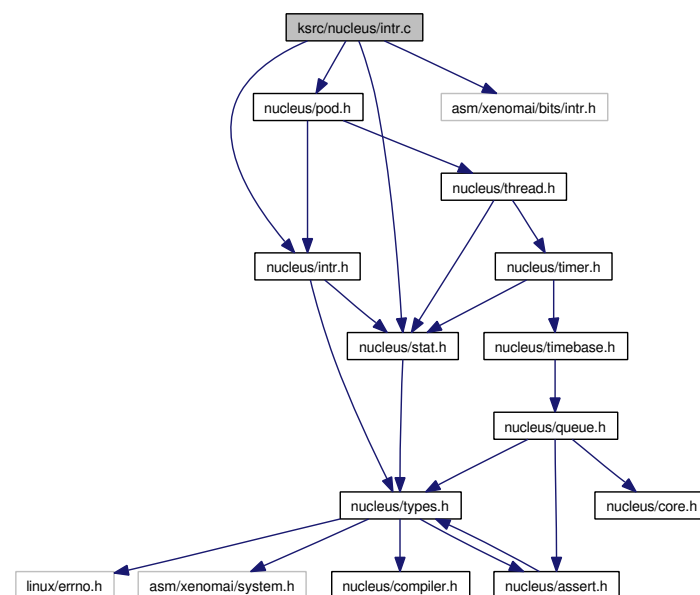 ksrc/nucleus/intr.c
nucleus/pod.h
asm/xenomai/bits/intr.h
nucleus/thread.h
nucleus/intr.h
nucleus/timer.h
nucleus/stat.h
nucleus/timebase.h
nucleus/queue.h
nucleus/types.h
nucleus/core.h
linux/errno.h
asm/xenomai/system.h
nucleus/compiler.h
nucleus/assert.h